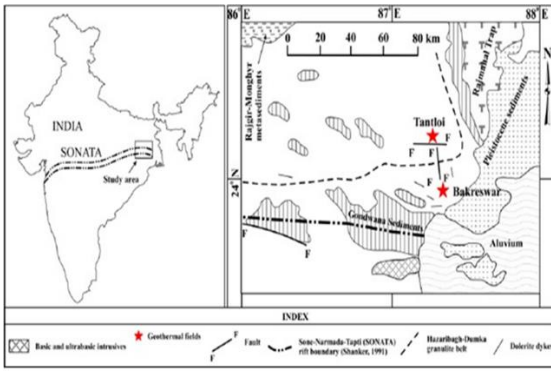 86° E
87° E
88° E
0 20 40 60 80 km
N
Rajgir-Monghyr
metasediments
Rajmahal Trap
Pleistocene sediments
INDIA
SONATA
Study area
Tantloi
F
F F
24° N
F F
Bakreswar
Gondwana Sediments
F
F
Aluvium
INDEX
Basic and ultrabasic intrusives
Geothermal fields
F
F
Fault
Sone-Narmada-Tapti (SONATA)
rift boundary (Shanker, 1991)
Hazaribagh-Dumka
granulite belt
Dolerite dykes